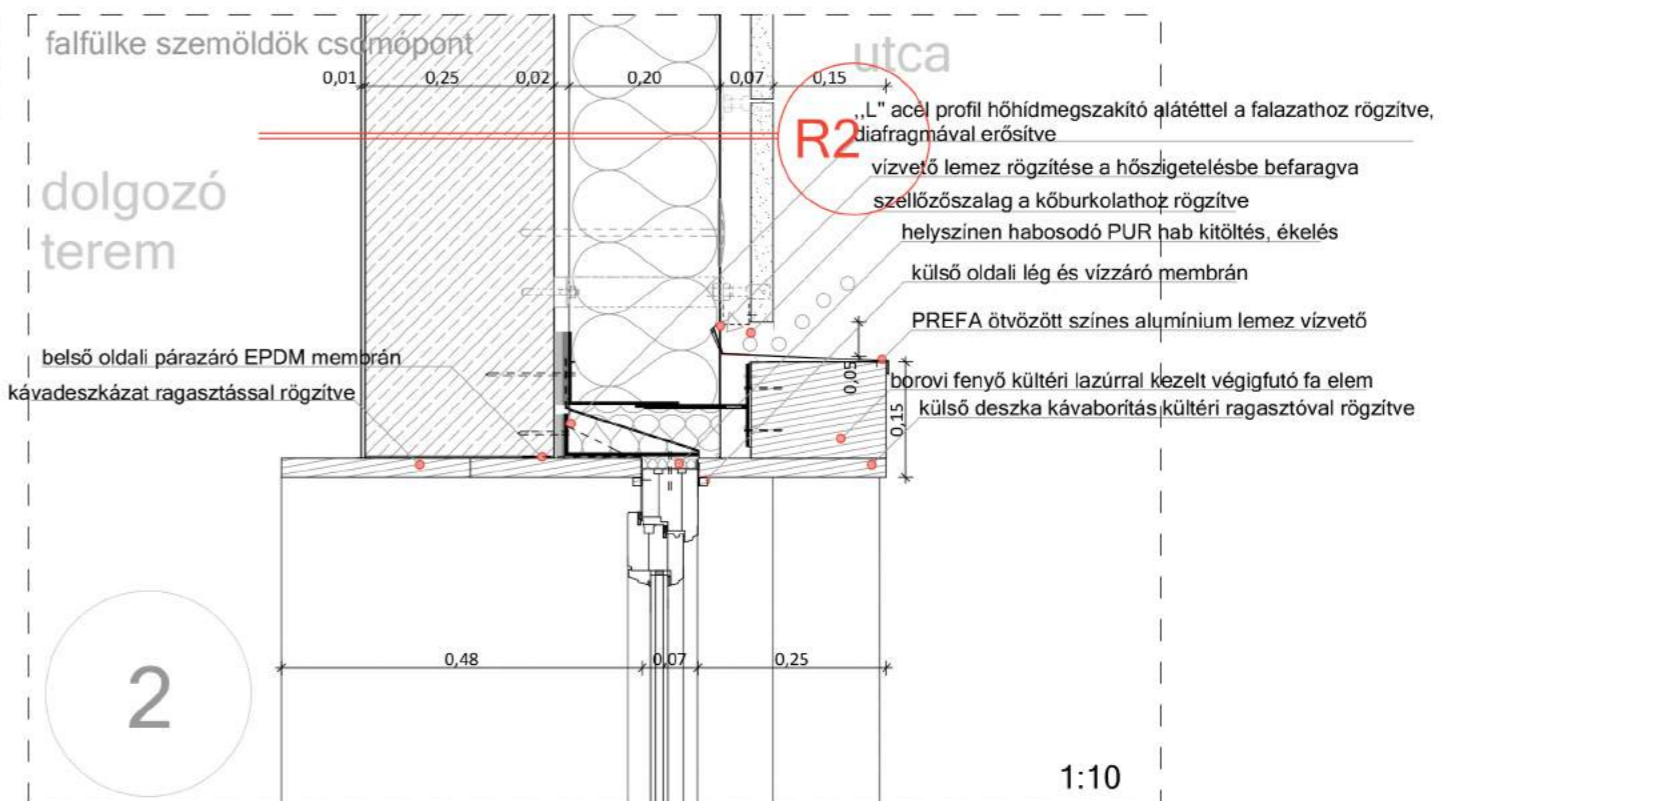 falfülke szemöldök csomópont
utca
0,01 0,25 0,02 0,20 0,07 0,15
R2
,,L" acél profil hőhídmegszakító alátéttel a falazathoz rögzítve,
diafragmával erősítve
vízvető lemez rögzítése a hőszigetelésbe befaragva
szellőzőszalag a kőburkolathoz rögzítve
helyszínen habosodó PUR hab kitöltés, ékelés
külső oldali lég és vízzáró membrán
PREFA ötvözött színes alumínium lemez vízvető
borovi fenyő kültéri lazúrral kezelt végigfutó fa elem
külső deszka kávaborítás kültéri ragasztóval rögzítve
dolgozó
terem
belső oldali párazáró EPDM membrán
kávadeszkázat ragasztással rögzítve
0,05
0,15
0,48 0,07 0,25
2
1:10